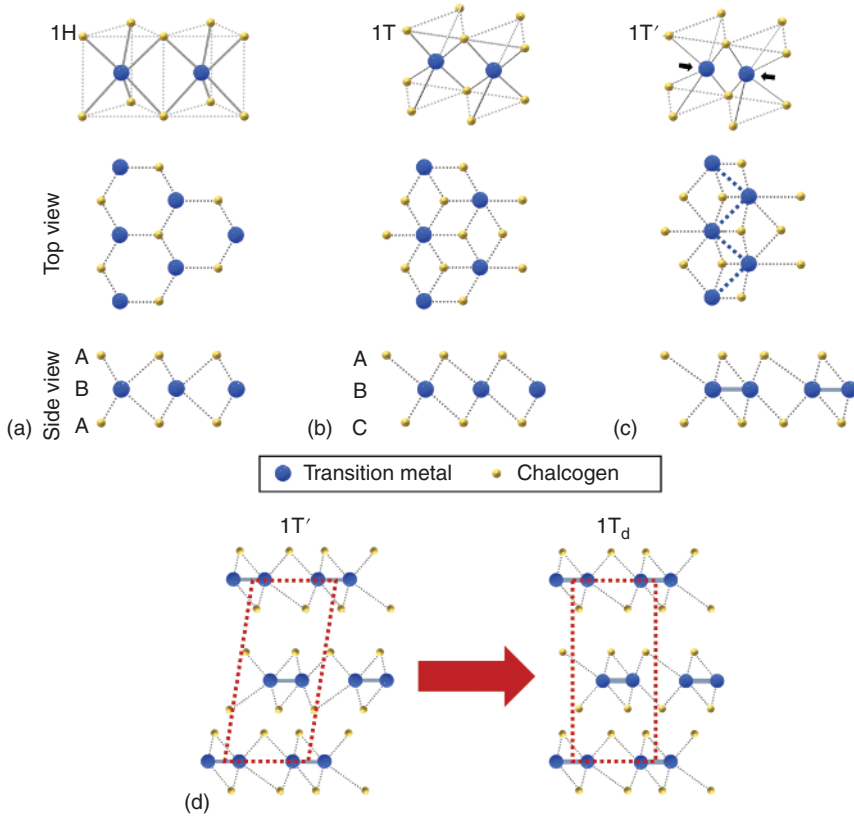 1H
1T
1T′
Top view
Side view
A
B
A
(a)
A
B
C
(b)
(c)
Transition metal
Chalcogen
1T′
1Td
(d)